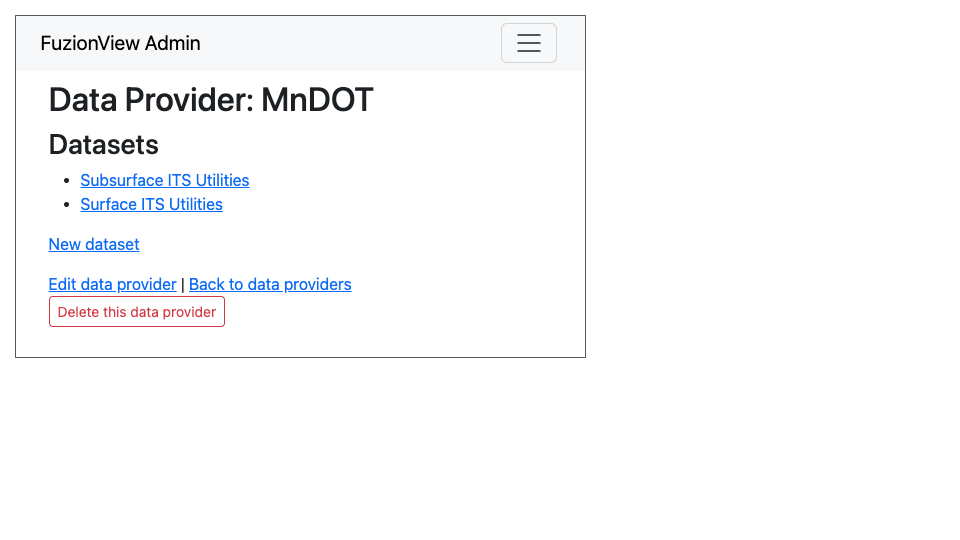 FuzionView Admin
Data Provider: MnDOT
Datasets
Subsurface ITS Utilities
Surface ITS Utilities
New dataset
Edit data provider | Back to data providers
Delete this data provider